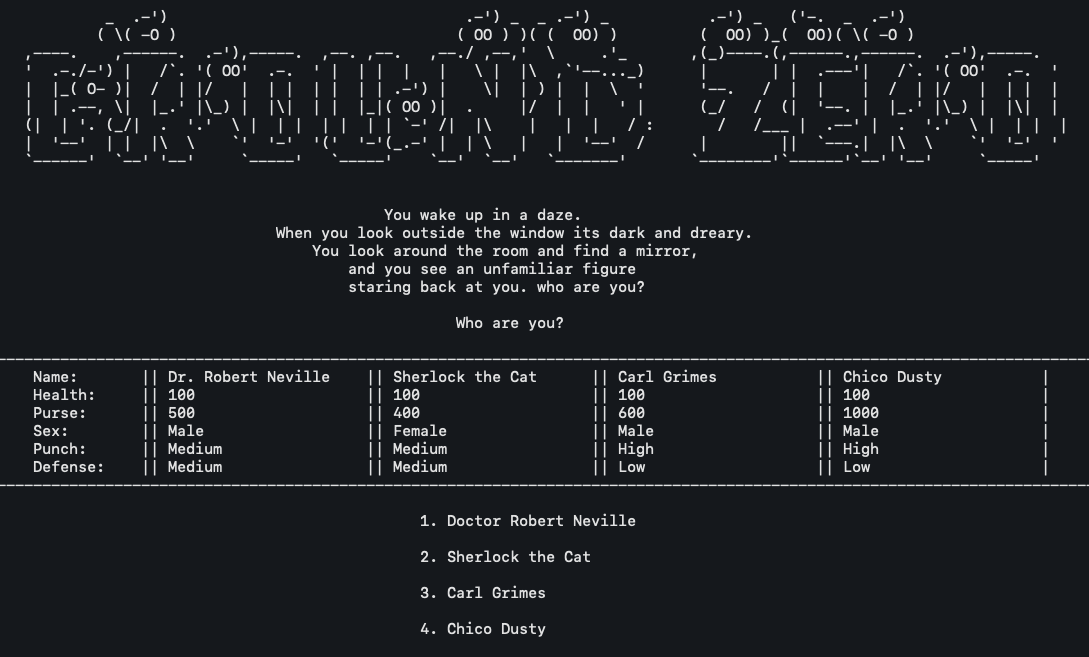 GROUND ZERO
You wake up in a daze.
When you look outside the window its dark and dreary.
You look around the room and find a mirror,
and you see an unfamiliar figure
staring back at you. who are you?
Who are you?
Name: || Dr. Robert Neville || Sherlock the Cat || Carl Grimes || Chico Dusty |
Health: || 100 || 100 || 100 || 100 |
Purse: || 500 || 400 || 600 || 1000 |
Sex: || Male || Female || Male || Male |
Punch: || Medium || Medium || High || High |
Defense: || Medium || Medium || Low || Low |
1. Doctor Robert Neville
2. Sherlock the Cat
3. Carl Grimes
4. Chico Dusty